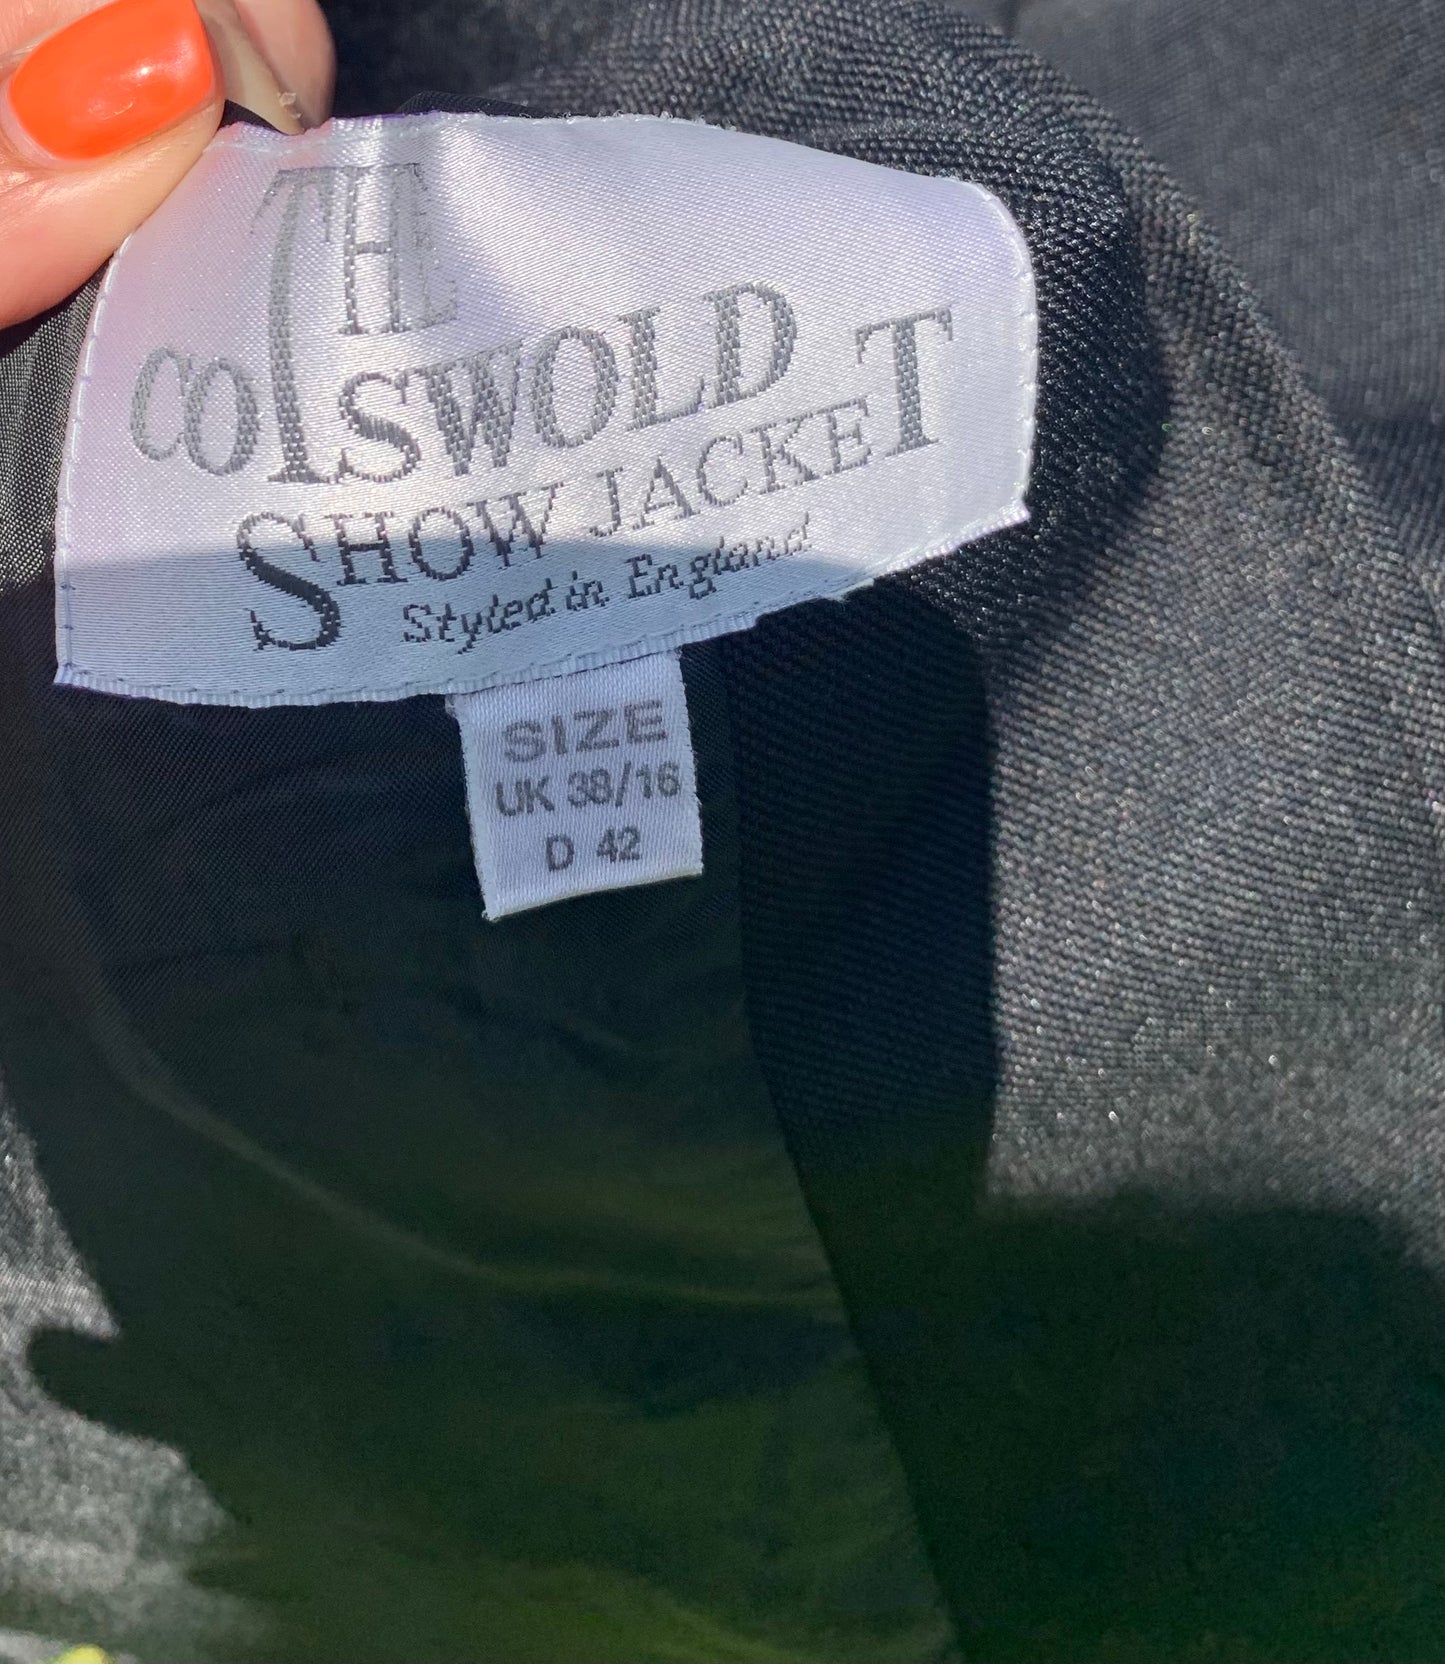 THE
COTSWOLD
SHOW JACKET
Styled in England
SIZE
UK 38/16
D 42